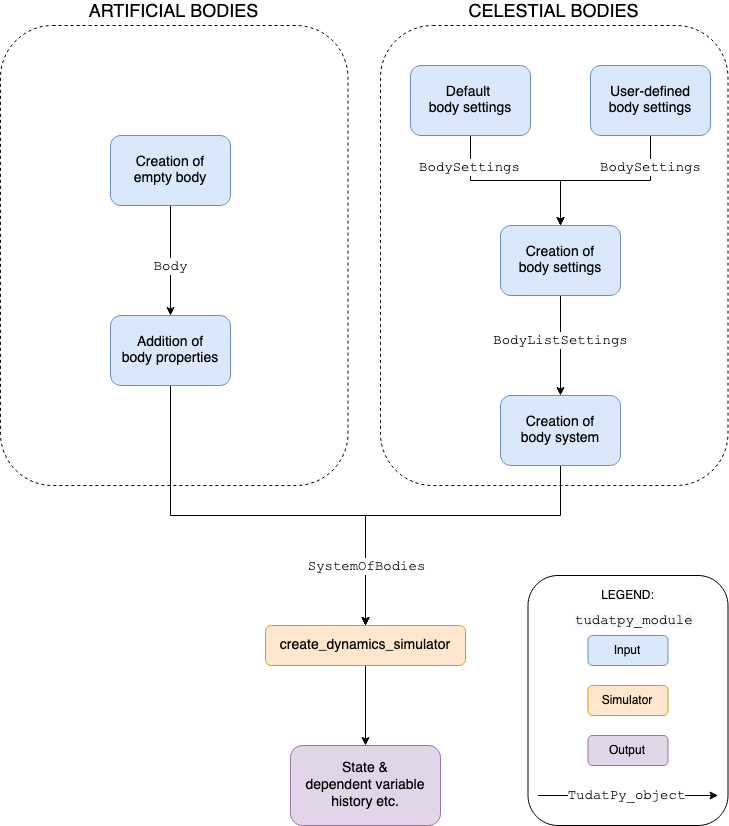 ARTIFICIAL BODIES
CELESTIAL BODIES
Default
body settings
User-defined
body settings
Creation of
empty body
BodySettings
BodySettings
Creation of
body settings
Body
Addition of
body properties
BodyListSettings
Creation of
body system
SystemOfBodies
create_dynamics_simulator
State &
dependent variable
history etc.
LEGEND:
tudatpy_module
Input
Simulator
Output
TudatPy_object